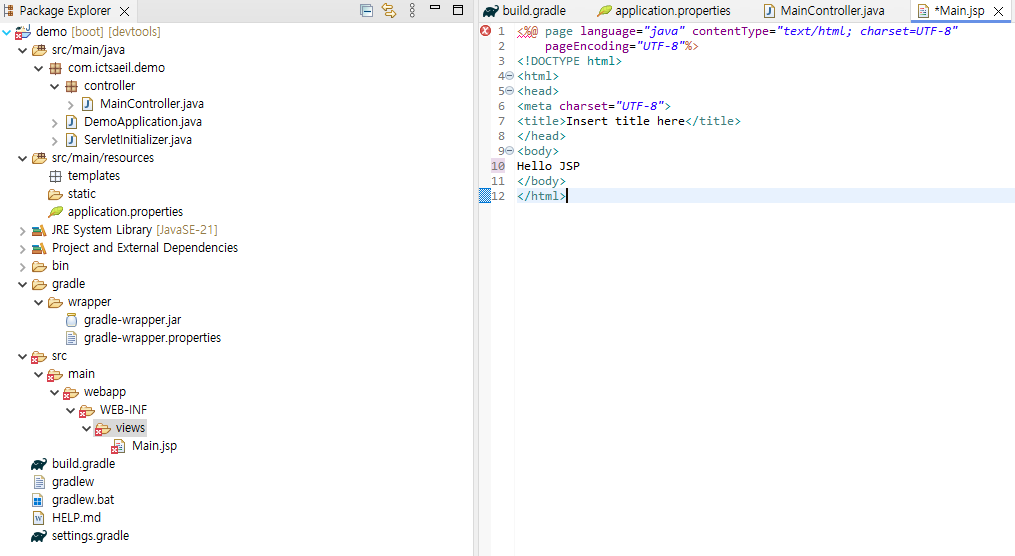 Package Explorer
demo [boot] [devtools]
src/main/java
com.ictsaeil.demo
controller
MainController.java
DemoApplication.java
ServletInitializer.java
src/main/resources
templates
static
application.properties
JRE System Library [JavaSE-21]
Project and External Dependencies
bin
gradle
wrapper
gradle-wrapper.jar
gradle-wrapper.properties
src
main
webapp
WEB-INF
views
Main.jsp
build.gradle
gradlew
gradlew.bat
HELP.md
settings.gradle
build.gradle application.properties MainController.java *Main.jsp
1 <%@ page language="java" contentType="text/html; charset=UTF-8"
2 pageEncoding="UTF-8"%>
3 <!DOCTYPE html>
4 <html>
5 <head>
6 <meta charset="UTF-8">
7 <title>Insert title here</title>
8 </head>
9 <body>
10 Hello JSP
11 </body>
12 </html>